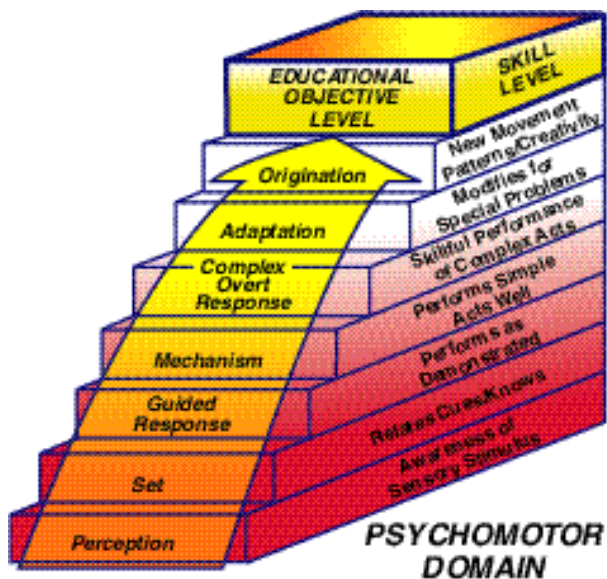 EDUCATIONAL
OBJECTIVE
LEVEL
SKILL
LEVEL
Origination
New Movement
Patterns/Creativity
Adaptation
Modifies for
Special Problems
Complex
Overt
Response
Skillful Performance
of Complex Acts
Mechanism
Performs Simple
Acts Well
Guided
Response
Performs as
Demonstrated
Set
Relates Cues/Knows
Perception
Awareness of
Sensory Stimulus
PSYCHOMOTOR
DOMAIN